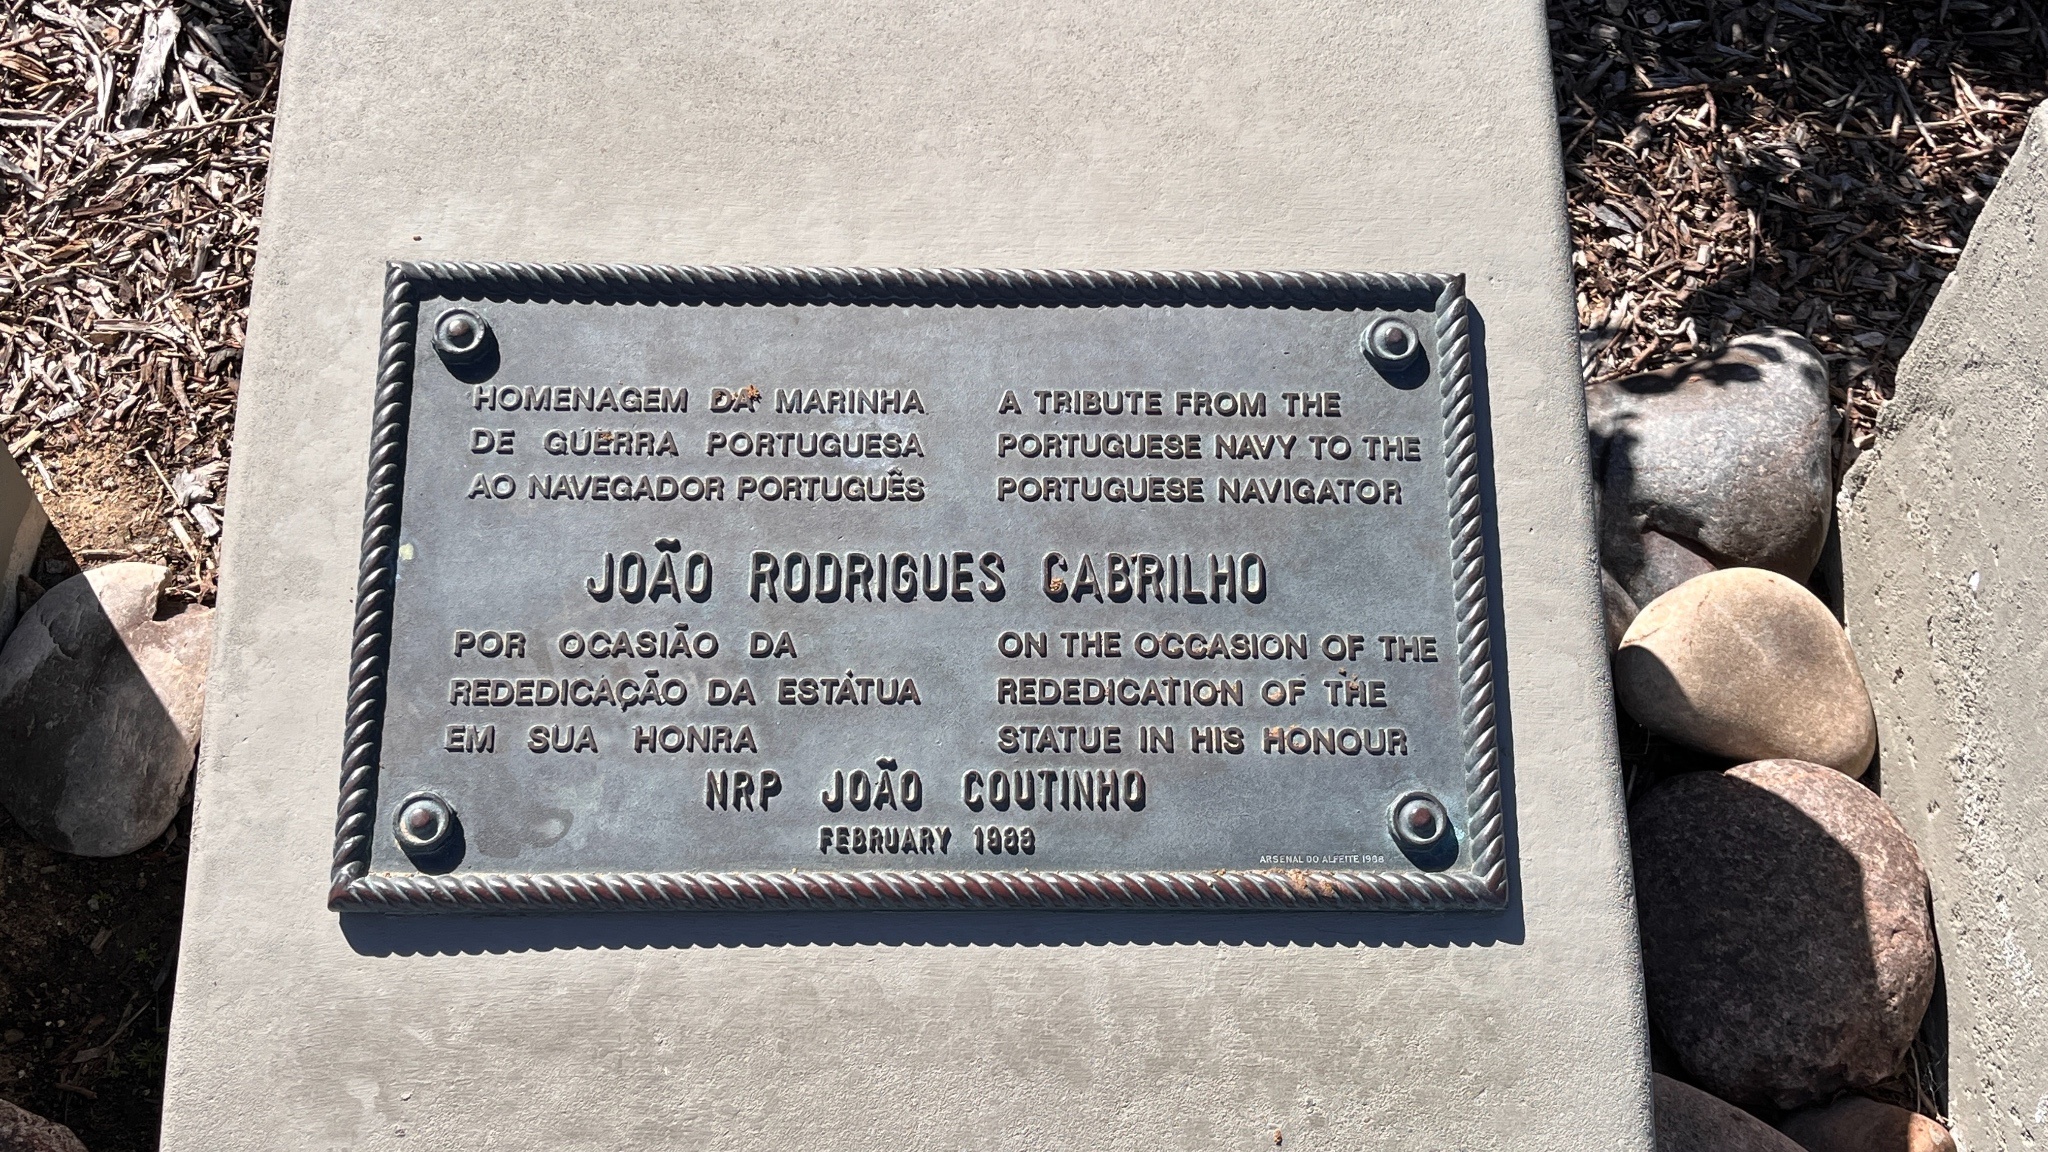 HOMENAGEM DA MARINHA
DE GUERRA PORTUGUESA
AO NAVEGADOR PORTUGUÊS
A TRIBUTE FROM THE
PORTUGUESE NAVY TO THE
PORTUGUESE NAVIGATOR
JOÃO RODRIGUES CABRILHO
POR OCASIÃO DA
REDEDICAÇÃO DA ESTÁTUA
EM SUA HONRA
ON THE OCCASION OF THE
REDEDICATION OF THE
STATUE IN HIS HONOUR
NRP JOÃO COUTINHO
FEBRUARY 1988
ARSENAL DO ALFEITE 1988